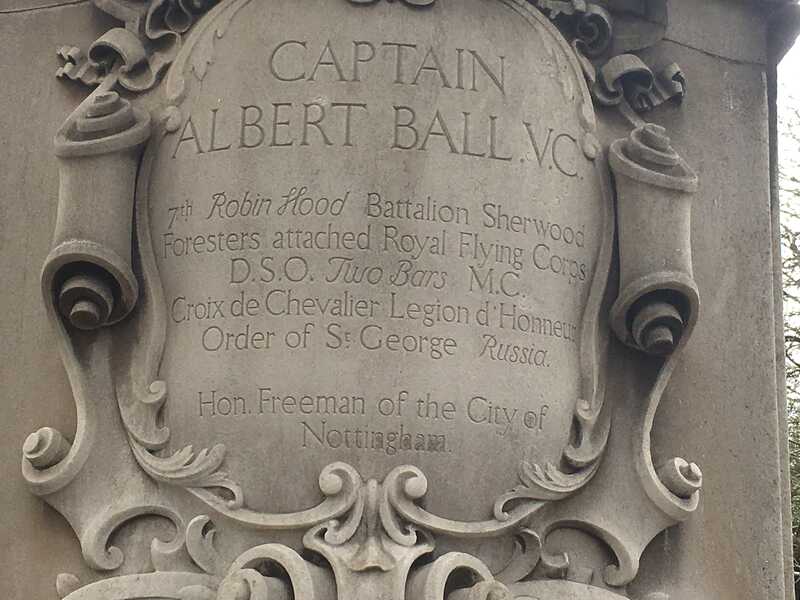 CAPTAIN
ALBERT BALL. V.C.
7th Robin Hood Battalion Sherwood
Foresters attached Royal Flying Corps
D.S.O. Two Bars M.C.
Croix de Chevalier Legion d'Honneur
Order of St. George Russia.
Hon. Freeman of the City of
Nottingham.